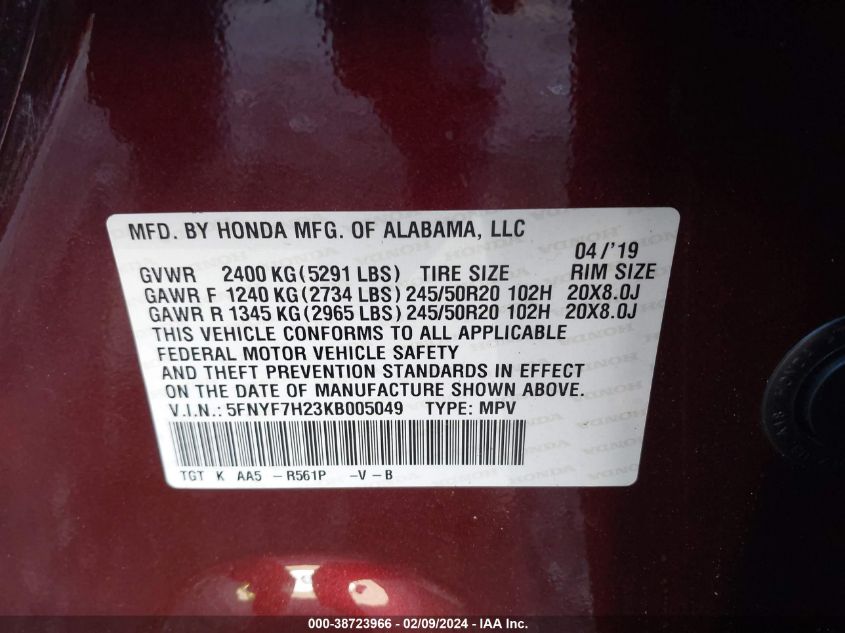 MFD. BY HONDA MFG. OF ALABAMA, LLC
04/'19
GVWR 2400 KG(5291 LBS) TIRE SIZE RIM SIZE
GAWR F 1240 KG(2734 LBS) 245/50R20 102H 20X8.0J
GAWR R 1345 KG(2965 LBS) 245/50R20 102H 20X8.0J
THIS VEHICLE CONFORMS TO ALL APPLICABLE
FEDERAL MOTOR VEHICLE SAFETY
AND THEFT PREVENTION STANDARDS IN EFFECT
ON THE DATE OF MANUFACTURE SHOWN ABOVE.
V.I.N.: 5FNYF7H23KB005049 TYPE: MPV
TGT K AA5 -R561P -V-B
000-38723966 - 02/09/2024 - IAA Inc.